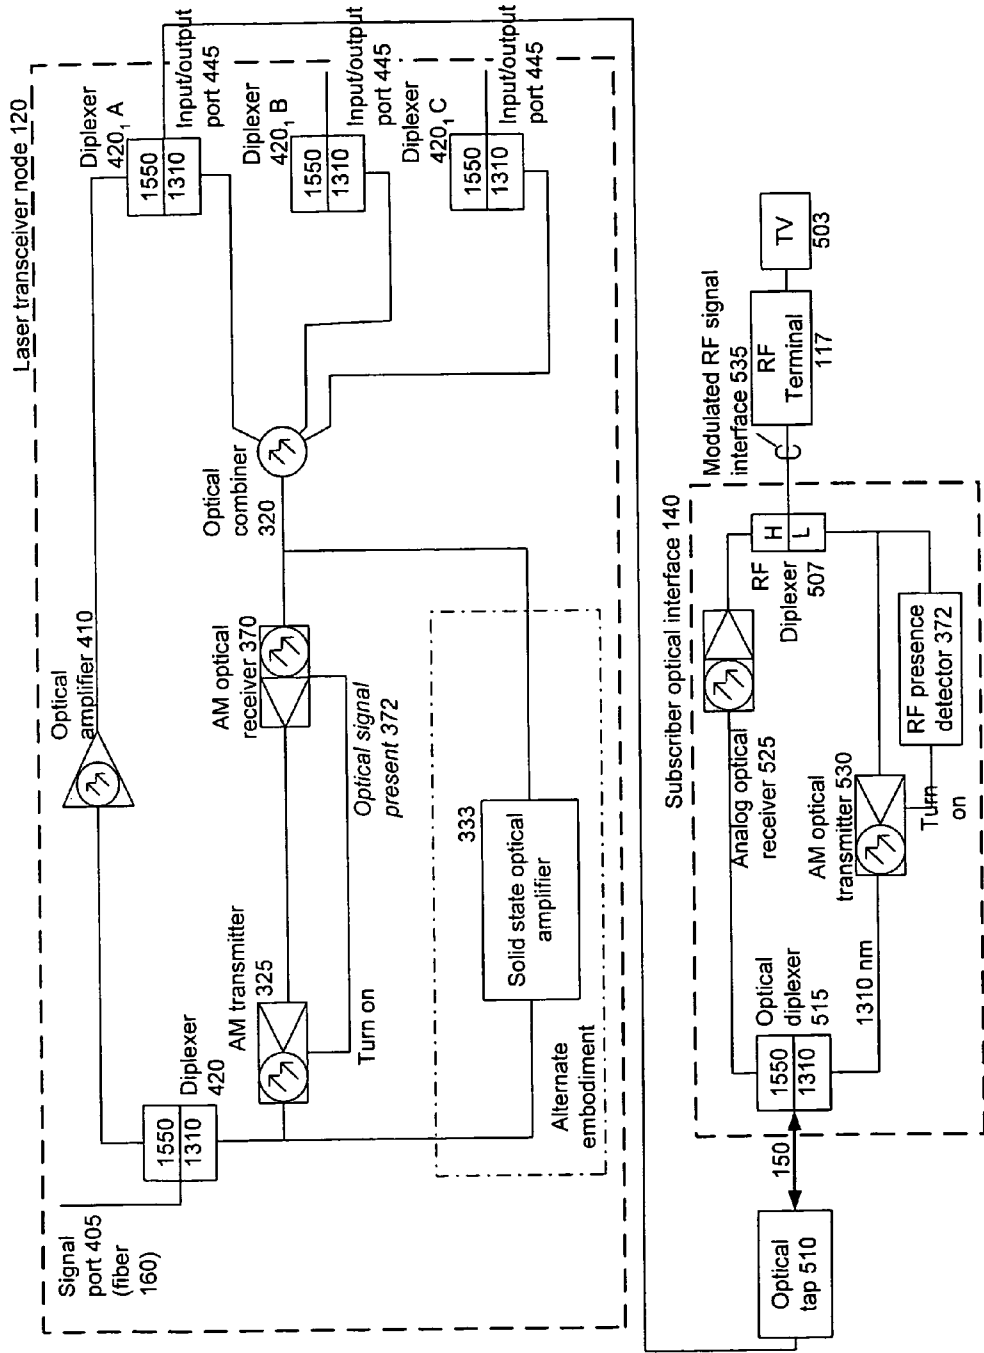 Laser transceiver node 120
Signal
port 405
(fiber
160)
1550
1310
Diplexer
420
Optical
amplifier 410
AM transmitter
325
Turn on
Optical signal
present 372
AM optical
receiver 370
Optical
combiner
320
Diplexer
420₁ A
1550
1310
Input/output
port 445
Diplexer
420₁ B
1550
1310
Input/output
port 445
Diplexer
420₁ C
1550
1310
Input/output
port 445
Alternate
embodiment
333
Solid state optical
amplifier
Optical
tap 510
150
Subscriber optical interface 140
1550
1310
Optical
diplexer
515
1310 nm
Analog optical
receiver 525
AM optical
transmitter 530
Turn
on
RF presence
detector 372
RF
Diplexer
507
H
L
Modulated RF signal
interface 535
RF
Terminal
117
TV
503